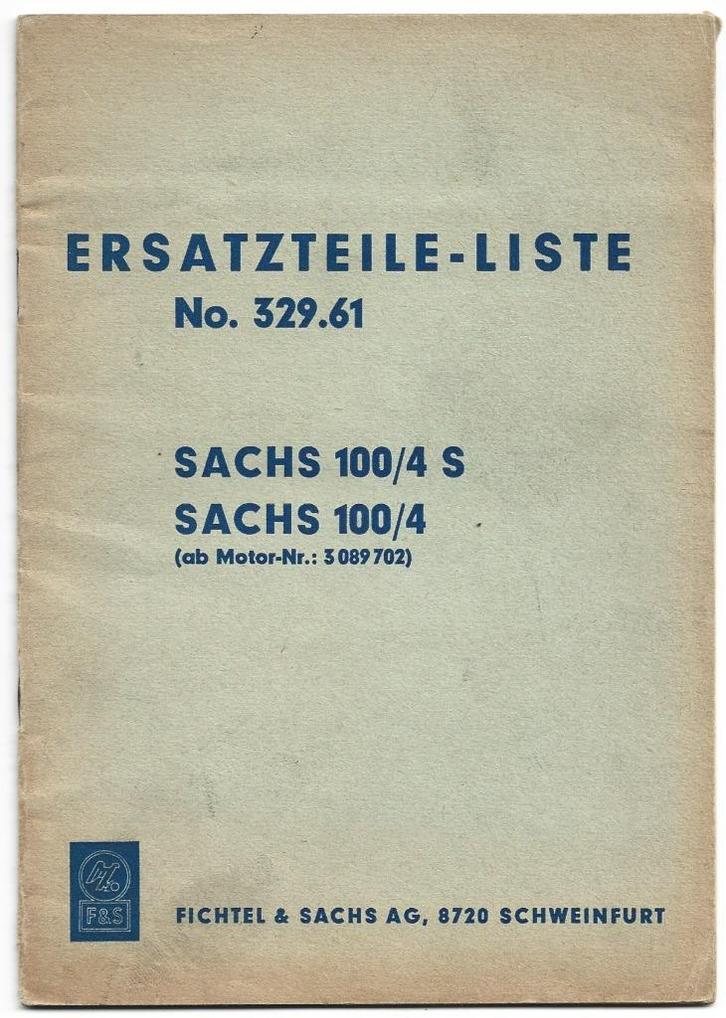 ERSATZTEILE-LISTE
No. 329.61
SACHS 100/4 S
SACHS 100/4
(ab Motor-Nr.: 3 089 702)
F&S
FICHTEL & SACHS AG, 8720 SCHWEINFURT